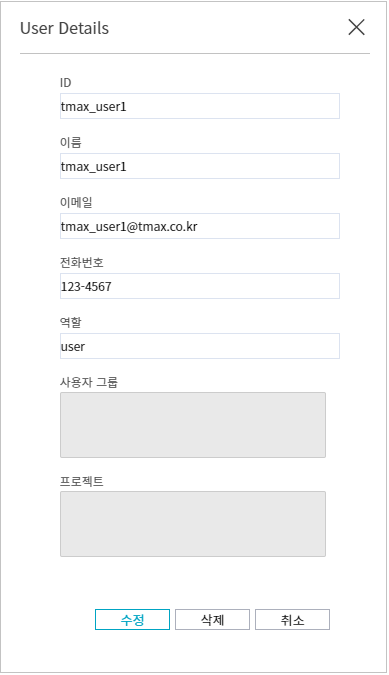 User Details
ID
tmax_user1
이름
tmax_user1
이메일
tmax_user1@tmax.co.kr
전화번호
123-4567
역할
user
사용자 그룹
프로젝트
수정 삭제 취소